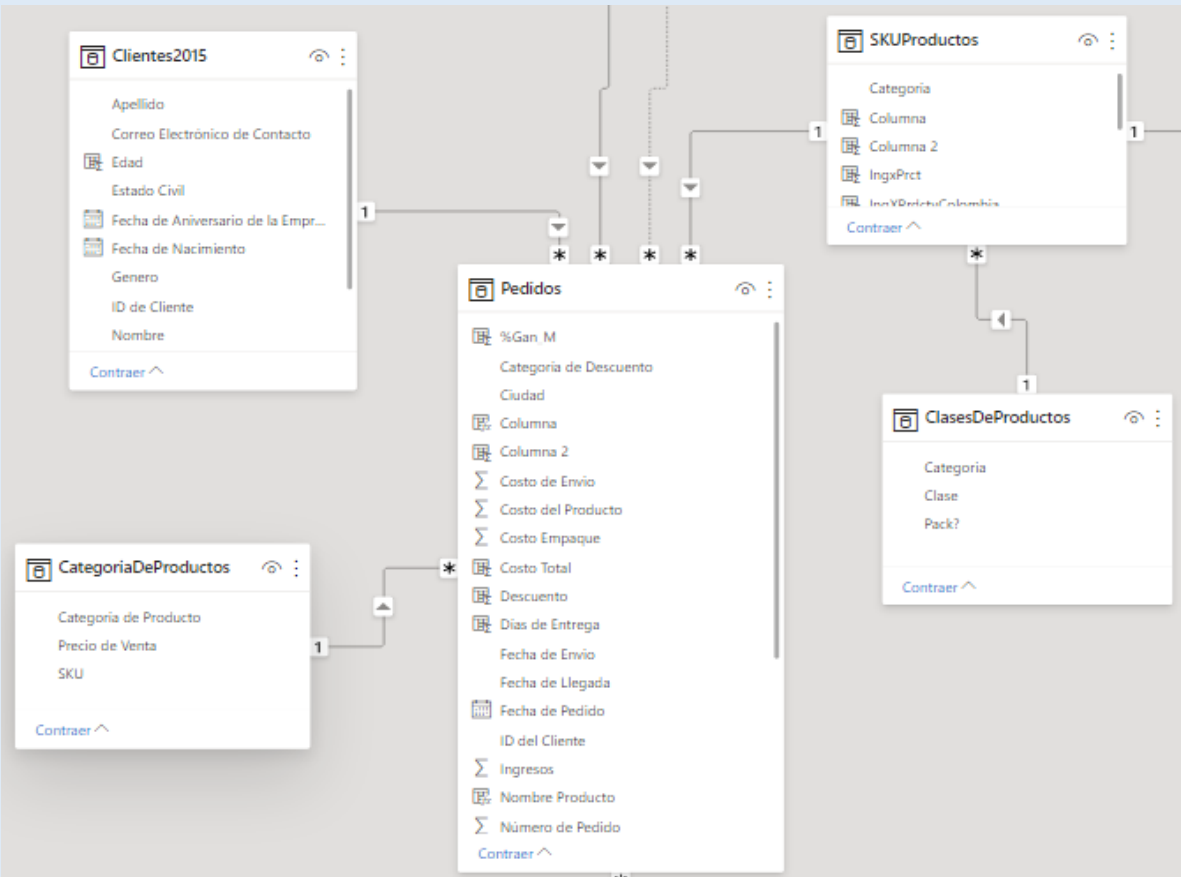 Clientes2015
Apellido
Correo Electrónico de Contacto
Edad
Estado Civil
Fecha de Aniversario de la Empr...
Fecha de Nacimiento
Genero
ID de Cliente
Nombre
Contraer
1
*
*
*
*
1
SKUProductos
Categoria
Columna
Columna 2
IngxPrct
IngXPrdctyColombia
Contraer
1
*
1
Pedidos
%Gan_M
Categoria de Descuento
Ciudad
Columna
Columna 2
Costo de Envio
Costo del Producto
Costo Empaque
Costo Total
Descuento
Dias de Entrega
Fecha de Envio
Fecha de Llegada
Fecha de Pedido
ID del Cliente
Ingresos
Nombre Producto
Número de Pedido
Contraer
*
ClasesDeProductos
Categoria
Clase
Pack?
Contraer
CategoriaDeProductos
Categoria de Producto
Precio de Venta
SKU
Contraer
1
*